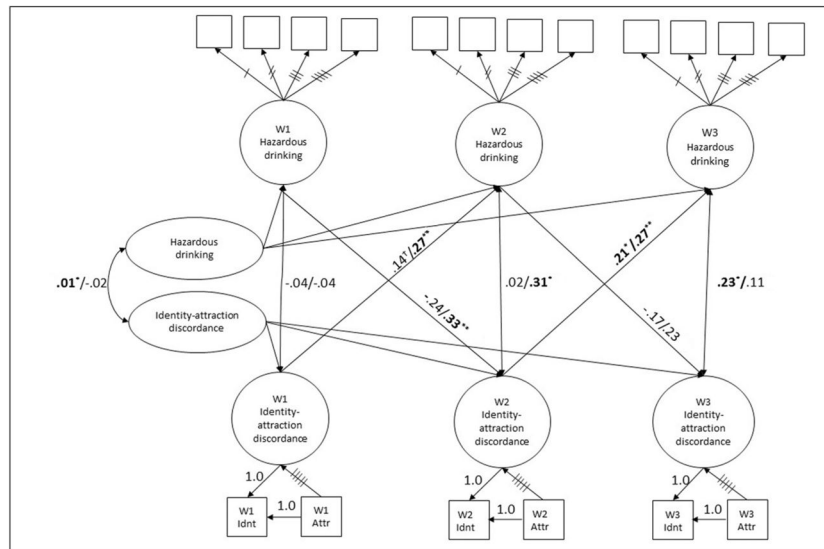 W1
Hazardous
drinking
W2
Hazardous
drinking
W3
Hazardous
drinking
Hazardous
drinking
.01*/-.02
Identity-attraction
discordance
-.04/-.04
.14†/.27**
-.24/.33**
.02/.31*
.21*/.27**
-.17/.23
.23*/.11
W1
Identity-
attraction
discordance
W2
Identity-
attraction
discordance
W3
Identity-
attraction
discordance
1.0
W1
Idnt
1.0
W1
Attr
1.0
W2
Idnt
1.0
W2
Attr
1.0
W3
Idnt
1.0
W3
Attr